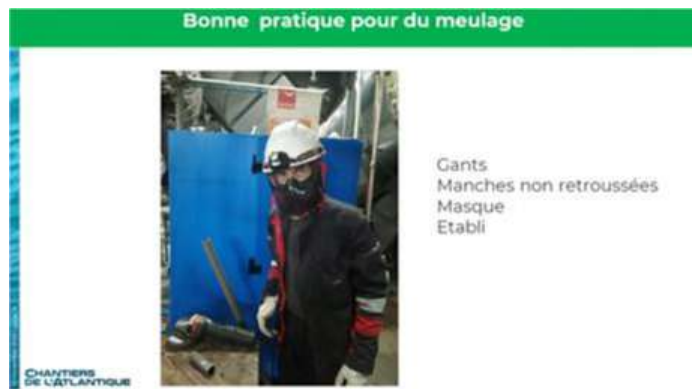 Bonne pratique pour du meulage
Gants
Manches non retroussées
Masque
Etabli
CHANTIERS
DE L'ATLANTIQUE